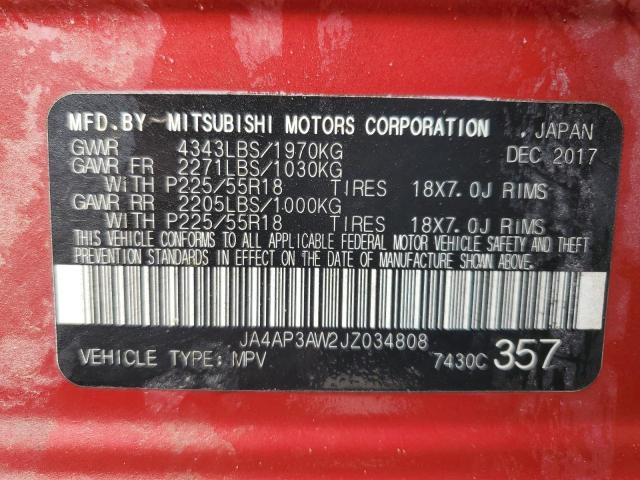 MFD. BY MITSUBISHI MOTORS CORPORATION , JAPAN
GVWR 4343LBS/1970KG DEC 2017
GAWR FR 2271LBS/1030KG
WITH P225/55R18 TIRES 18X7.0J RIMS
GAWR RR 2205LBS/1000KG
WITH P225/55R18 TIRES 18X7.0J RIMS
THIS VEHICLE CONFORMS TO ALL APPLICABLE FEDERAL MOTOR VEHICLE SAFETY AND THEFT
PREVENTION STANDARDS IN EFFECT ON THE DATE OF MANUFACTURE SHOWN ABOVE.
JA4AP3AW2JZ034808
VEHICLE TYPE: MPV 7430C 357